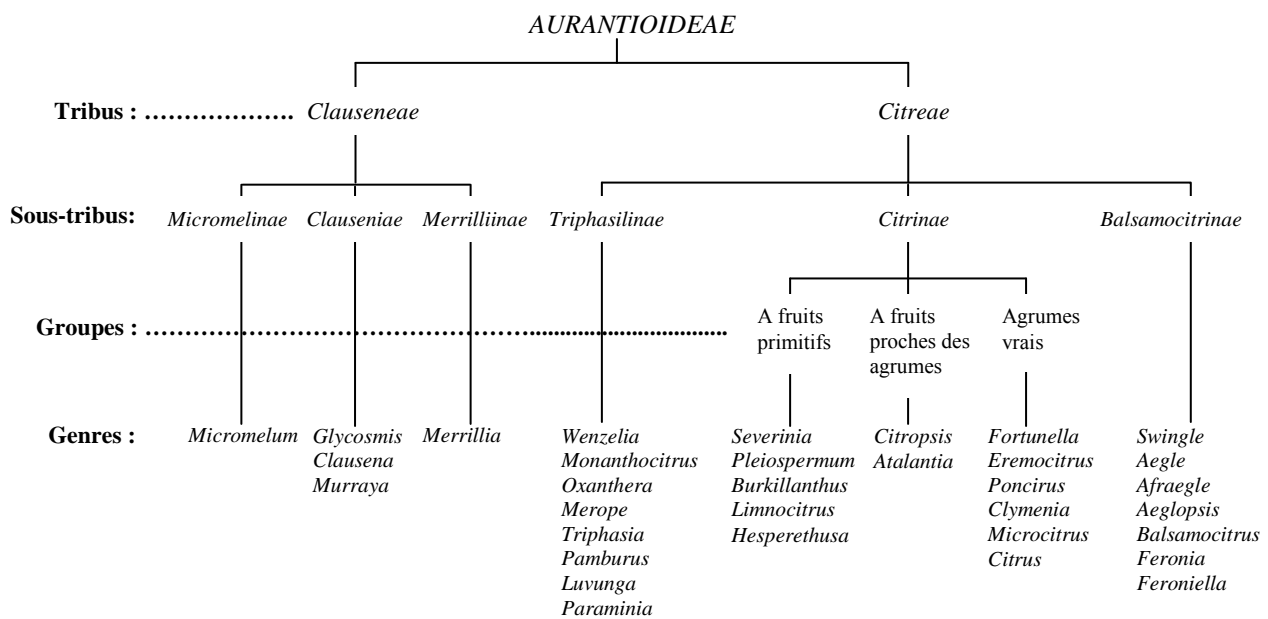 AURANTIOIDEAE
Tribus : ………………. Clauseneae Citreae
Sous-tribus: Micromelinae Clauseniae Merrilliinae Triphasilinae Citrinae Balsamocitrinae
Groupes : ………………………………………………………………………. A fruits primitifs A fruits proches des agrumes Agrumes vrais
Genres : Micromelum Glycosmis Merrillia Wenzelia Severinia Citropsis Fortunella Swingle
Clausena Monanthocitrus Pleiospermum Atalantia Eremocitrus Aegle
Murraya Oxanthera Burkillanthus Poncirus Afraegle
Merope Limnocitrus Clymenia Aeglopsis
Triphasia Hesperethusa Microcitrus Balsamocitrus
Pamburus Citrus Feronia
Luvunga Feroniella
Paraminia